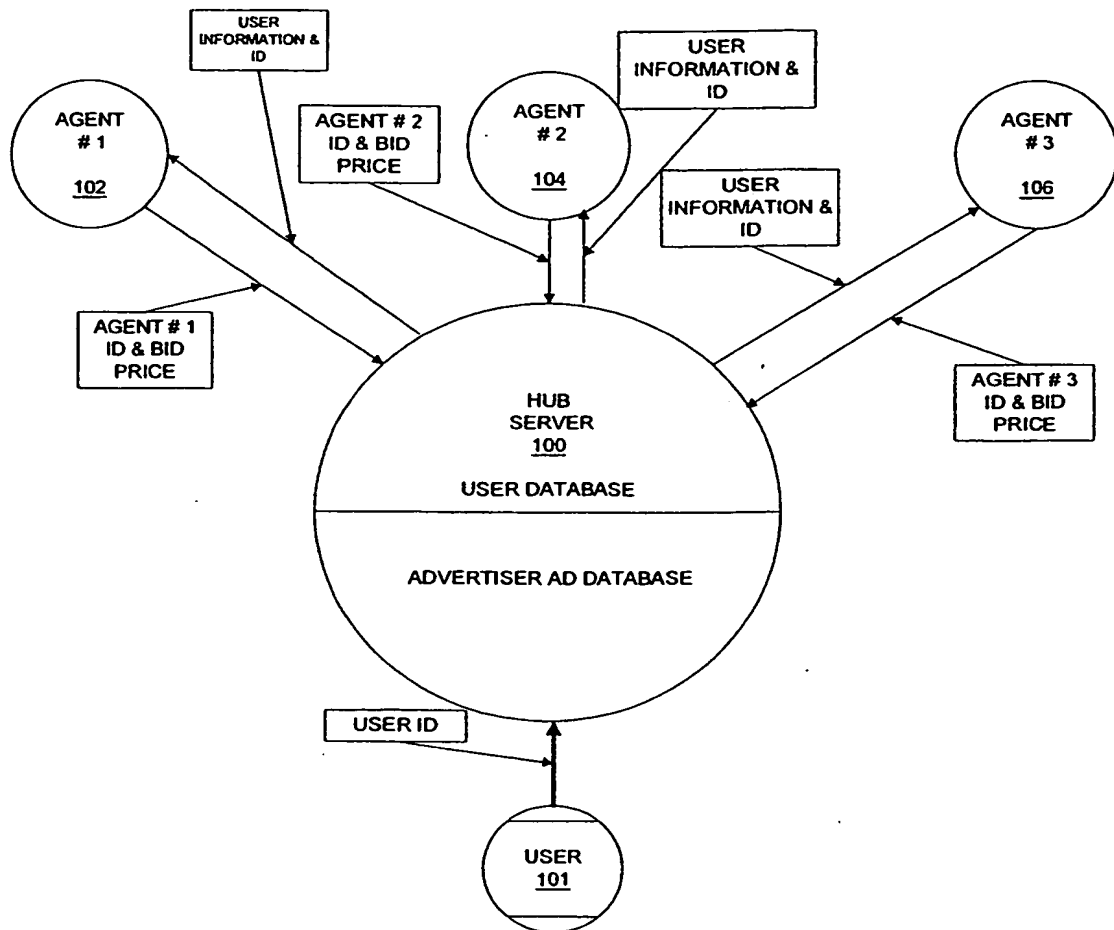 USER
INFORMATION &
ID
USER
INFORMATION &
ID
AGENT
# 1
102
AGENT # 2
ID & BID
PRICE
AGENT
# 2
104
USER
INFORMATION &
ID
AGENT
# 3
106
AGENT # 1
ID & BID
PRICE
AGENT # 3
ID & BID
PRICE
HUB
SERVER
100
USER DATABASE
ADVERTISER AD DATABASE
USER ID
USER
101